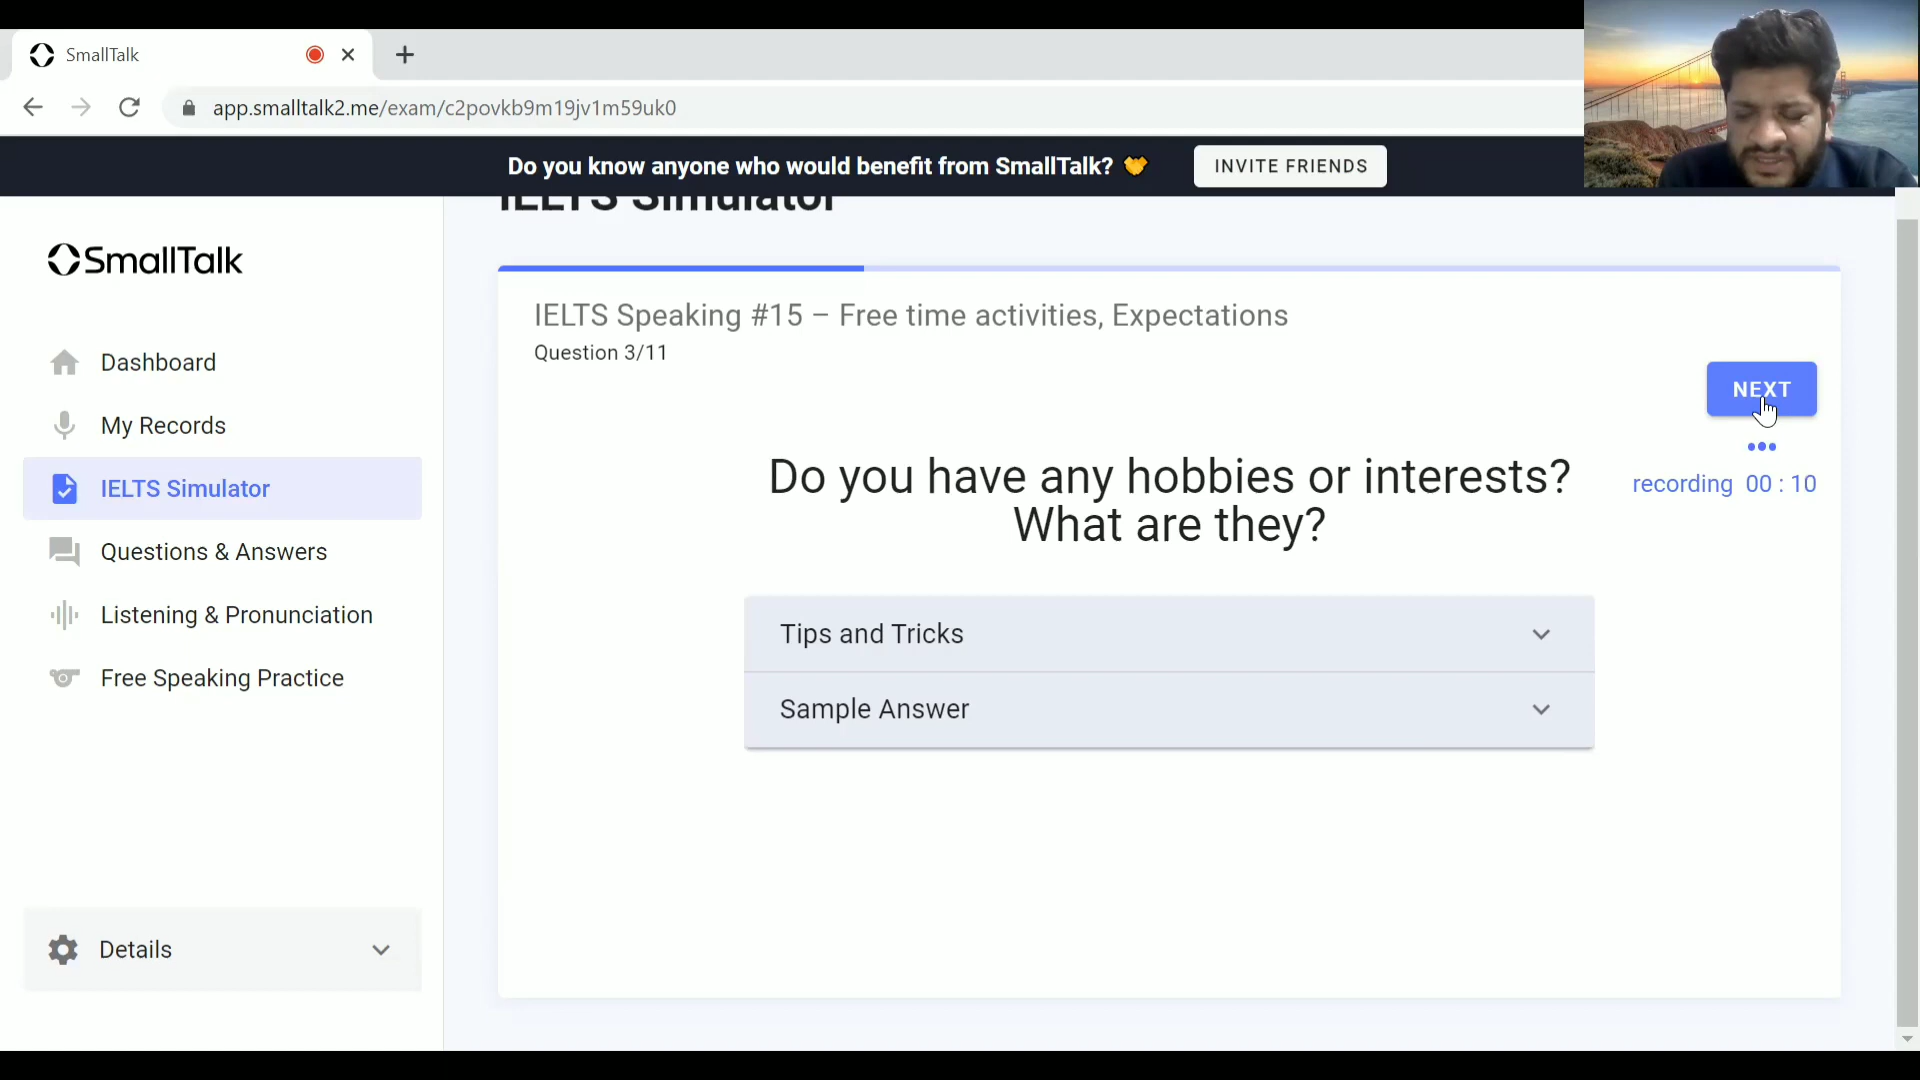 SmallTalk
app.smalltalk2.me/exam/c2povkb9m19jv1m59uk0
Do you know anyone who would benefit from SmallTalk? 🤝
INVITE FRIENDS
IELTS Simulator
SmallTalk
Dashboard
My Records
IELTS Simulator
Questions & Answers
Listening & Pronunciation
Free Speaking Practice
Details
IELTS Speaking #15 – Free time activities, Expectations
Question 3/11
NEXT
recording 00 : 10
Do you have any hobbies or interests?
What are they?
Tips and Tricks
Sample Answer